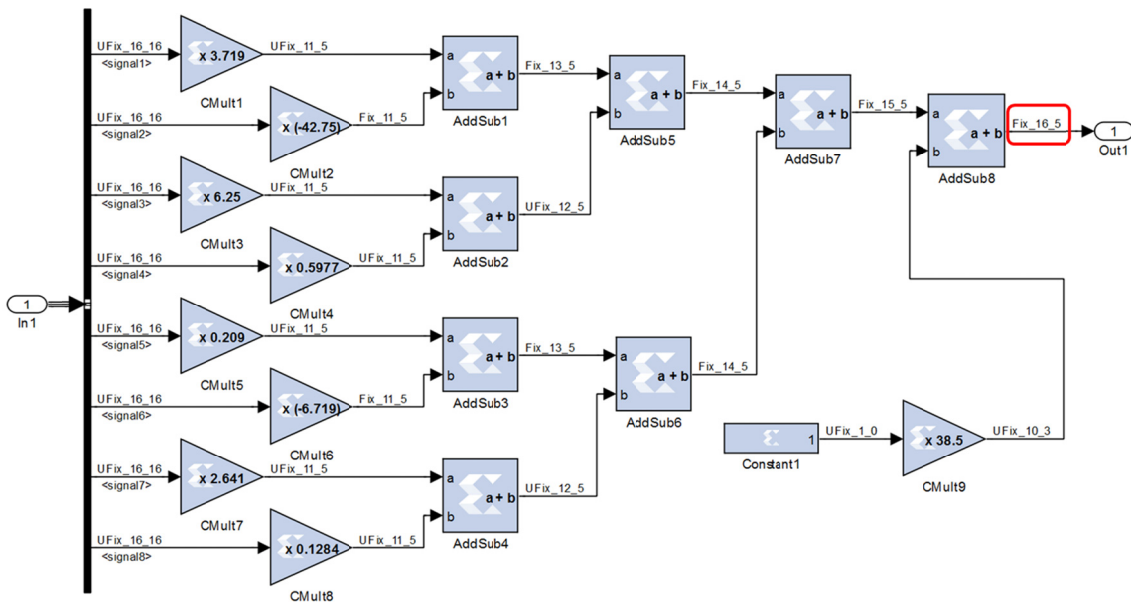 UFix_16_16
<signal1>
x 3.719
CMult1
UFix_11_5
UFix_16_16
<signal2>
x (-42.75)
CMult2
Fix_11_5
a
b
a + b
AddSub1
Fix_13_5
UFix_16_16
<signal3>
x 6.25
CMult3
UFix_11_5
UFix_16_16
<signal4>
x 0.5977
CMult4
UFix_11_5
a
b
a + b
AddSub2
UFix_12_5
a
b
a + b
AddSub5
Fix_14_5
1
In1
UFix_16_16
<signal5>
x 0.209
CMult5
UFix_11_5
UFix_16_16
<signal6>
x (-6.719)
CMult6
Fix_11_5
a
b
a + b
AddSub3
Fix_13_5
UFix_16_16
<signal7>
x 2.641
CMult7
UFix_11_5
UFix_16_16
<signal8>
x 0.1284
CMult8
UFix_11_5
a
b
a + b
AddSub4
UFix_12_5
a
b
a + b
AddSub6
Fix_14_5
a
b
a + b
AddSub7
Fix_15_5
1
Constant1
UFix_1_0
x 38.5
CMult9
UFix_10_3
a
b
a + b
AddSub8
Fix_16_5
1
Out1